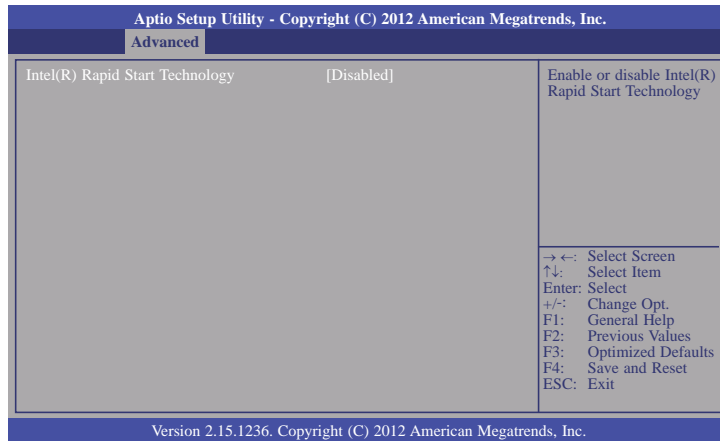 Aptio Setup Utility - Copyright (C) 2012 American Megatrends, Inc.
Advanced
Intel(R) Rapid Start Technology [Disabled]
Enable or disable Intel(R)
Rapid Start Technology
→ ←: Select Screen
↑↓: Select Item
Enter: Select
+/-: Change Opt.
F1: General Help
F2: Previous Values
F3: Optimized Defaults
F4: Save and Reset
ESC: Exit
Version 2.15.1236. Copyright (C) 2012 American Megatrends, Inc.